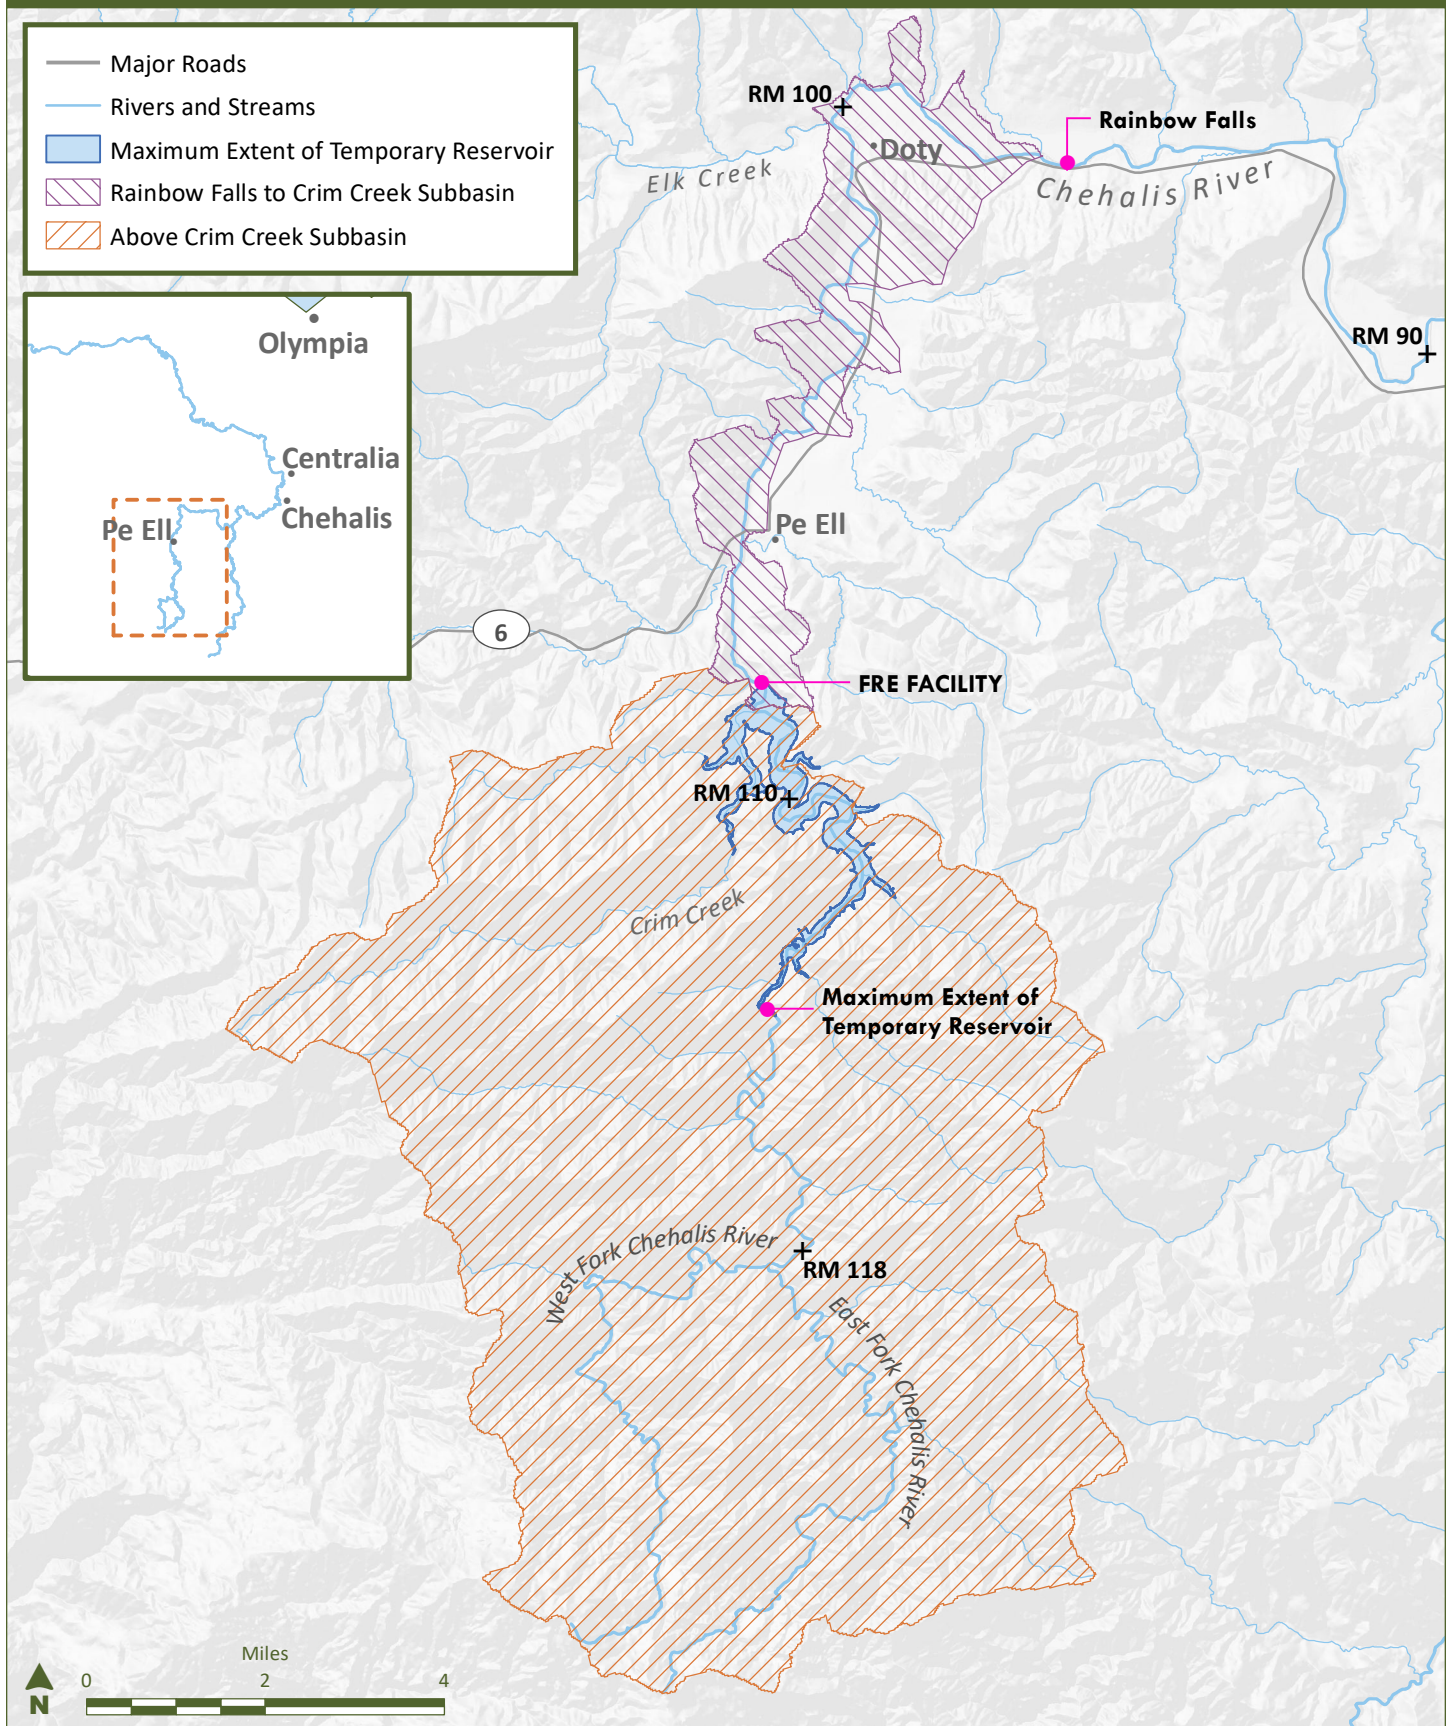 Major Roads
Rivers and Streams
Maximum Extent of Temporary Reservoir
Rainbow Falls to Crim Creek Subbasin
Above Crim Creek Subbasin
Olympia
Centralia
Chehalis
Pe Ell
RM 100
Rainbow Falls
Doty
Elk Creek
Chehalis River
RM 90
Pe Ell
6
FRE FACILITY
RM 110
Crim Creek
Maximum Extent of
Temporary Reservoir
West Fork Chehalis River
RM 118
East Fork Chehalis River
Miles
0 2 4
N